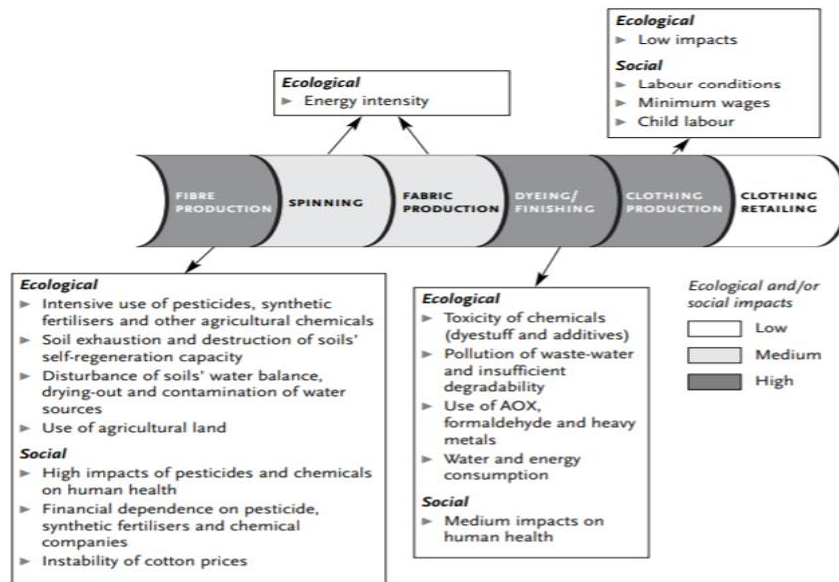 Ecological
► Low impacts
Social
► Labour conditions
► Minimum wages
► Child labour
Ecological
► Energy intensity
FIBRE
PRODUCTION
SPINNING
FABRIC
PRODUCTION
DYEING/
FINISHING
CLOTHING
PRODUCTION
CLOTHING
RETAILING
Ecological
► Intensive use of pesticides, synthetic
fertilisers and other agricultural chemicals
► Soil exhaustion and destruction of soils'
self-regeneration capacity
► Disturbance of soils' water balance,
drying-out and contamination of water
sources
► Use of agricultural land
Social
► High impacts of pesticides and chemicals
on human health
► Financial dependence on pesticide,
synthetic fertilisers and chemical
companies
► Instability of cotton prices
Ecological
► Toxicity of chemicals
(dyestuff and additives)
► Pollution of waste-water
and insufficient
degradability
► Use of AOX,
formaldehyde and heavy
metals
► Water and energy
consumption
Social
► Medium impacts on
human health
Ecological and/or
social impacts
Low
Medium
High